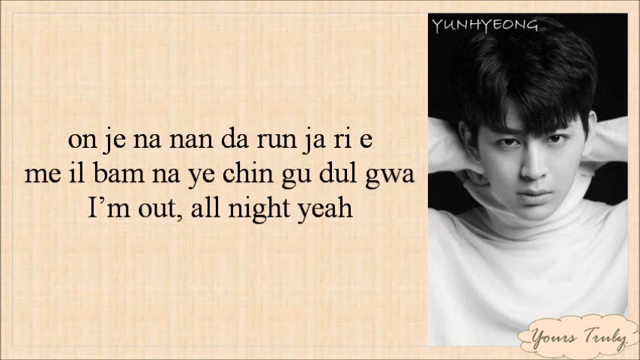 YUNHYEONG
on je na nan da run ja ri e
me il bam na ye chin gu dul gwa
I'm out, all night yeah
Yours Truly